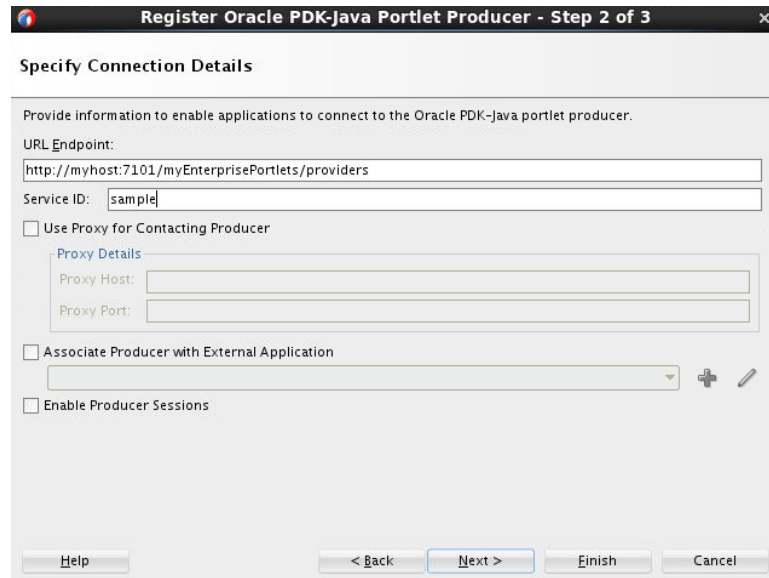 Register Oracle PDK-Java Portlet Producer - Step 2 of 3
Specify Connection Details
Provide information to enable applications to connect to the Oracle PDK-Java portlet producer.
URL Endpoint:
http://myhost:7101/myEnterprisePortlets/providers
Service ID: sample
Use Proxy for Contacting Producer
Proxy Details
Proxy Host:
Proxy Port:
Associate Producer with External Application
Enable Producer Sessions
Help < Back Next > Finish Cancel